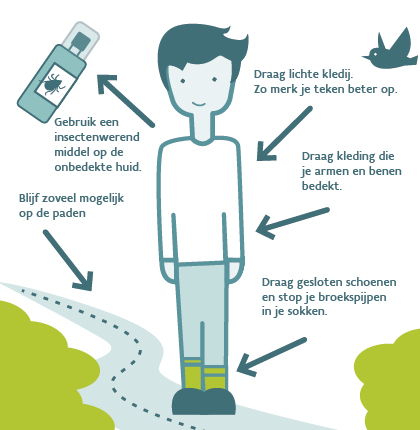 Draag lichte kledij.
Zo merk je teken beter op.
Gebruik een
insectenwerend
middel op de
onbedekte huid.
Draag kleding die
je armen en benen
bedekt.
Blijf zoveel mogelijk
op de paden
Draag gesloten schoenen
en stop je broekspijpen
in je sokken.